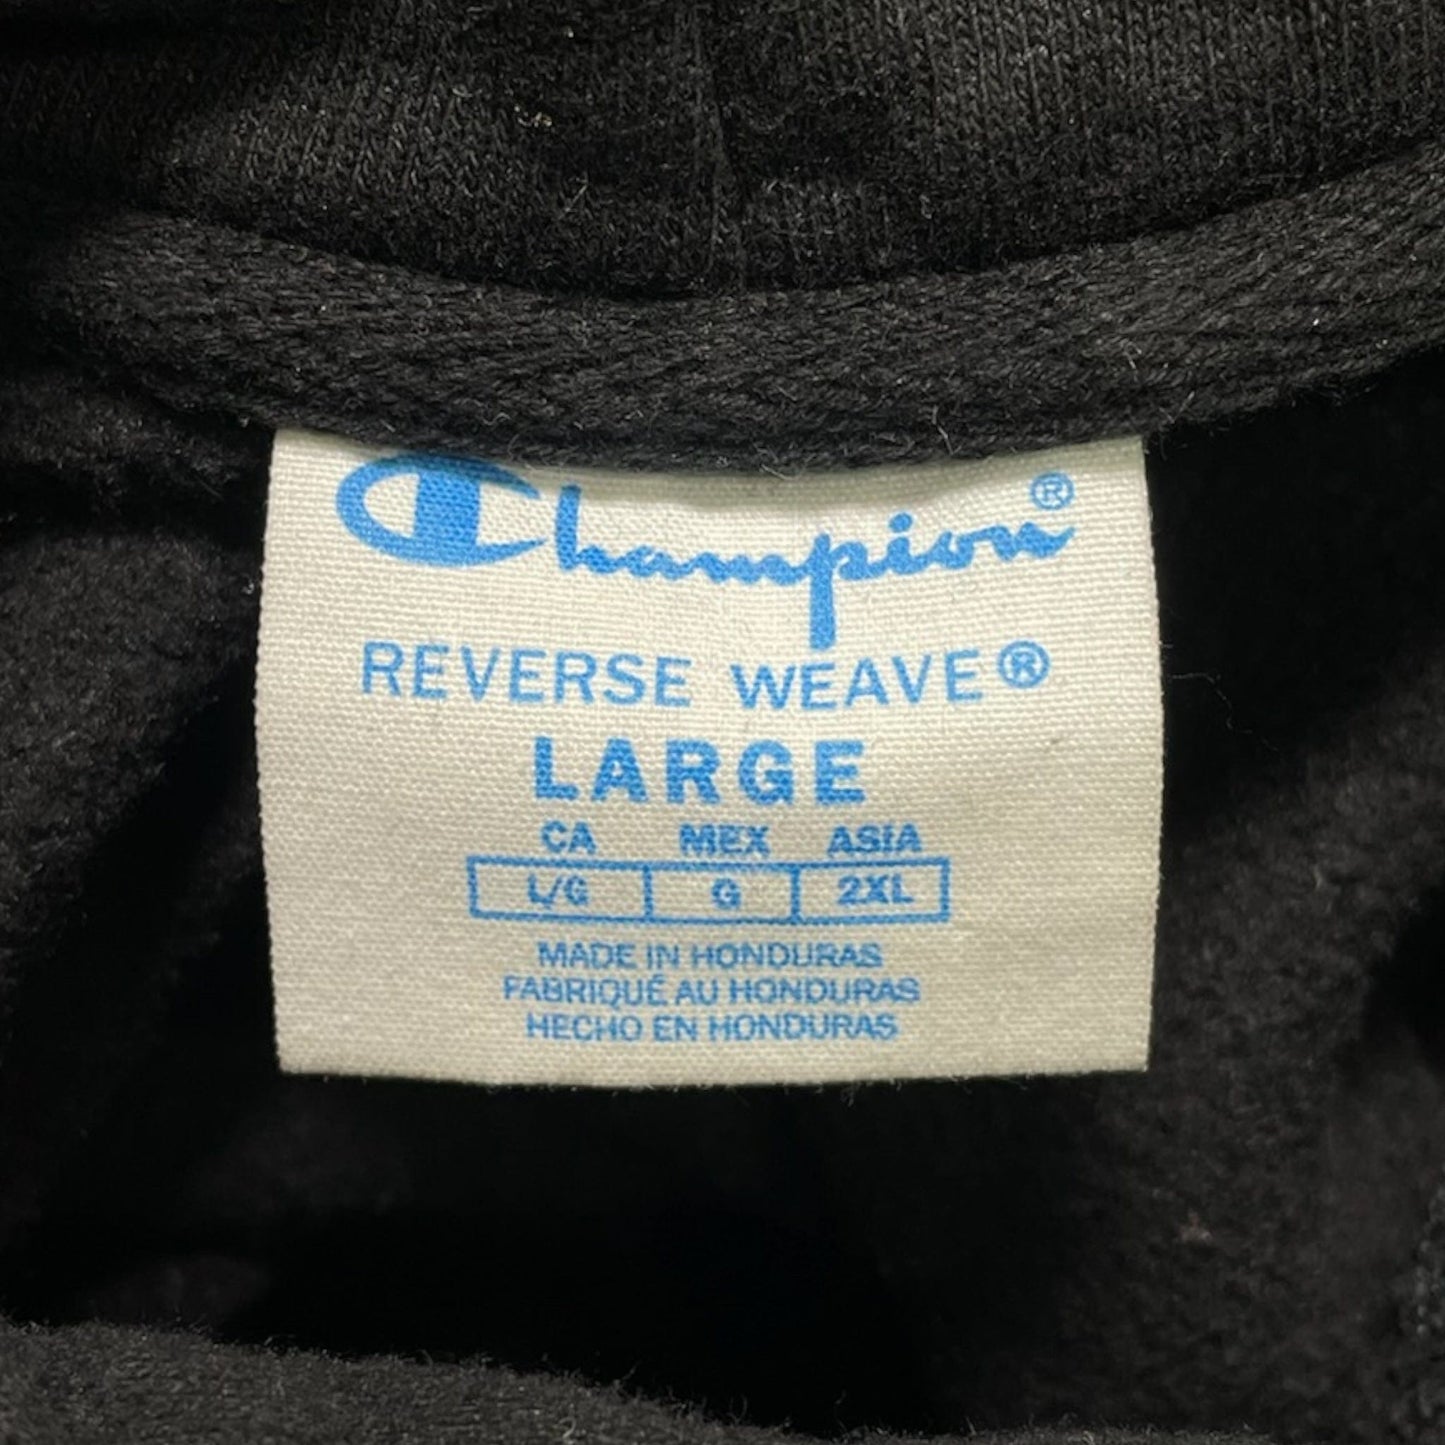 Champion®
REVERSE WEAVE®
LARGE
CA MEX ASIA
L/G G 2XL
MADE IN HONDURAS
FABRIQUÉ AU HONDURAS
HECHO EN HONDURAS